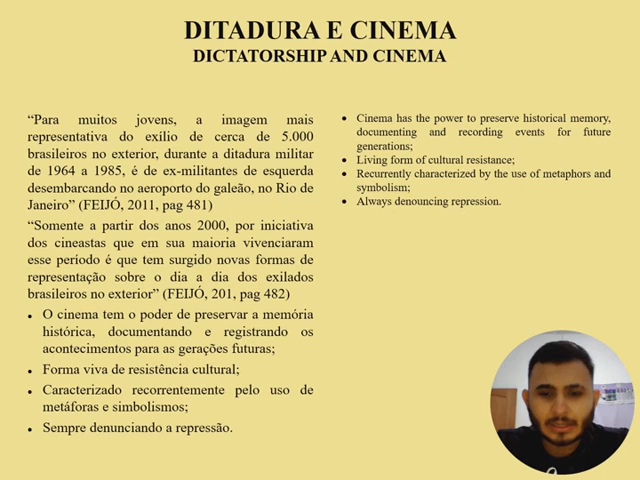 DITADURA E CINEMA
DICTATORSHIP AND CINEMA
“Para muitos jovens, a imagem mais
representativa do exílio de cerca de 5.000
brasileiros no exterior, durante a ditadura militar
de 1964 a 1985, é de ex-militantes de esquerda
desembarcando no aeroporto do galeão, no Rio de
Janeiro” (FEIJÓ, 2011, pag 481)
“Somente a partir dos anos 2000, por iniciativa
dos cineastas que em sua maioria vivenciaram
esse período é que tem surgido novas formas de
representação sobre o dia a dia dos exilados
brasileiros no exterior” (FEIJÓ, 201, pag 482)
• O cinema tem o poder de preservar a memória
histórica, documentando e registrando os
acontecimentos para as gerações futuras;
• Forma viva de resistência cultural;
• Caracterizado recorrentemente pelo uso de
metáforas e simbolismos;
• Sempre denunciando a repressão.
• Cinema has the power to preserve historical memory,
documenting and recording events for future
generations;
• Living form of cultural resistance;
• Recurrently characterized by the use of metaphors and
symbolism;
• Always denouncing repression.